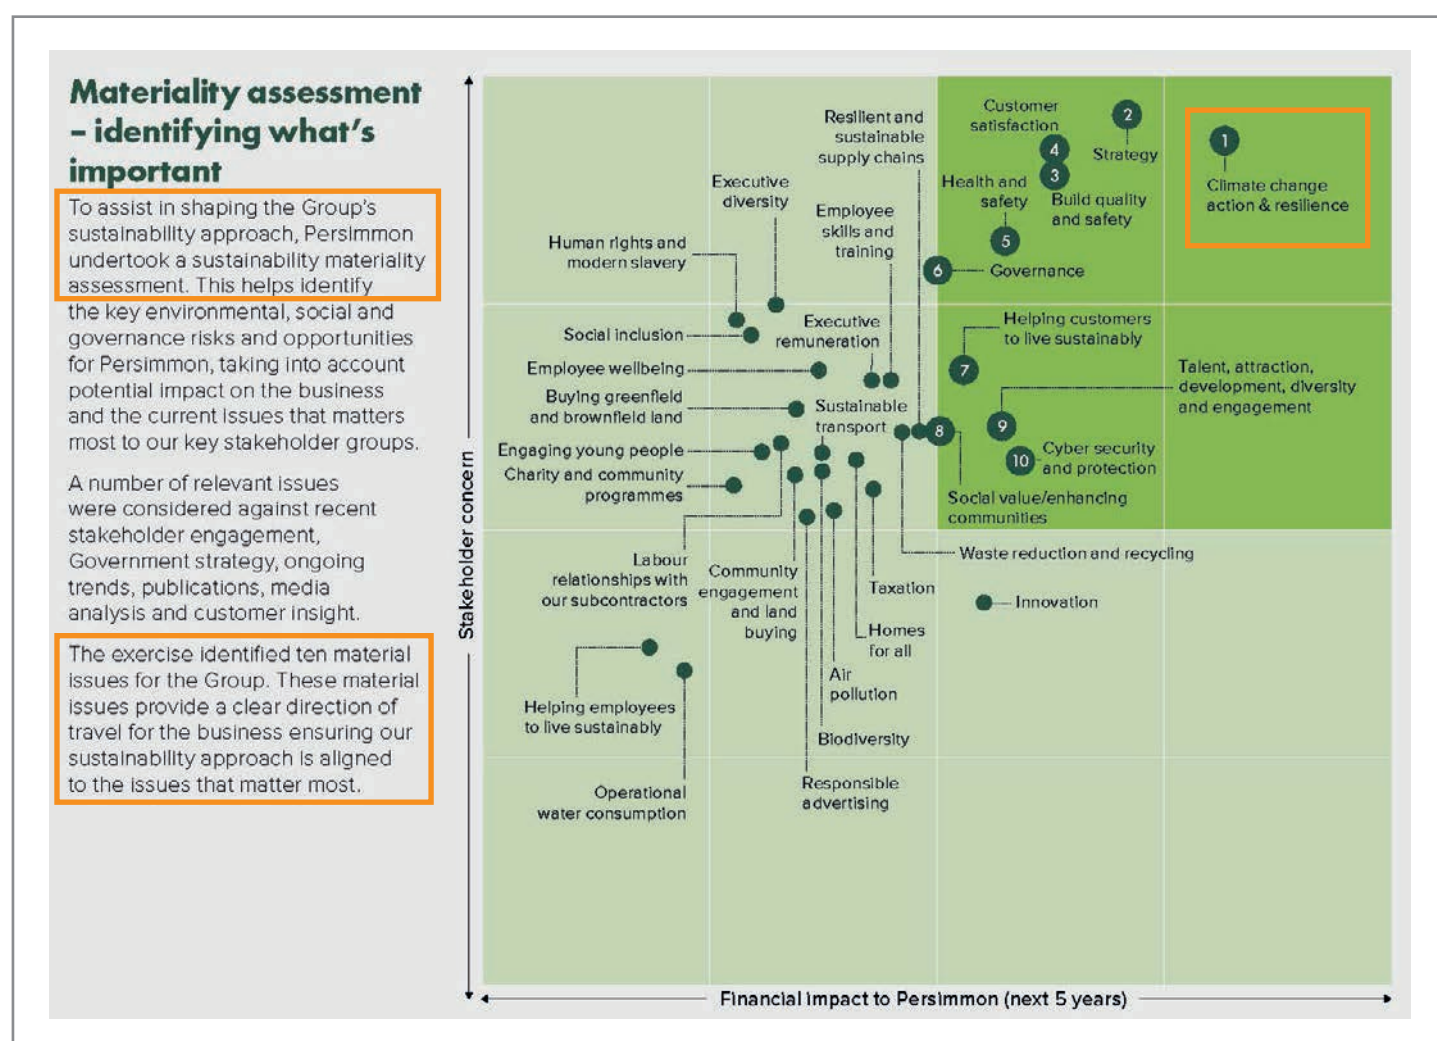 Materiality assessment
– identifying what's
important
To assist in shaping the Group's
sustainability approach, Persimmon
undertook a sustainability materiality
assessment. This helps identify
the key environmental, social and
governance risks and opportunities
for Persimmon, taking into account
potential impact on the business
and the current issues that matters
most to our key stakeholder groups.
A number of relevant issues
were considered against recent
stakeholder engagement,
Government strategy, ongoing
trends, publications, media
analysis and customer insight.
The exercise identified ten material
issues for the Group. These material
issues provide a clear direction of
travel for the business ensuring our
sustainability approach is aligned
to the issues that matter most.
Stakeholder concern
Resilient and
sustainable
supply chains
Customer
satisfaction
4
2
Strategy
1
Climate change
action & resilience
3
Build quality
and safety
Health and
safety
5
6
Governance
Executive
diversity
Employee
skills and
training
Human rights and
modern slavery
Social inclusion
Executive
remuneration
Helping customers
to live sustainably
7
Employee wellbeing
Buying greenfield
and brownfield land
Sustainable
transport
Talent, attraction,
development, diversity
and engagement
8
9
10
Cyber security
and protection
Engaging young people
Charity and community
programmes
Social value/enhancing
communities
Labour
relationships with
our subcontractors
Community
engagement
and land
buying
Taxation
Waste reduction and recycling
Innovation
Homes
for all
Air
pollution
Helping employees
to live sustainably
Biodiversity
Operational
water consumption
Responsible
advertising
Financial impact to Persimmon (next 5 years)